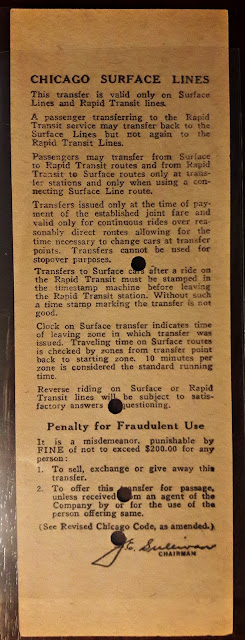 CHICAGO SURFACE LINES
This transfer is valid only on Surface
Lines and Rapid Transit lines.
A passenger transferring to the Rapid
Transit service may transfer back to the
Surface Lines but not again to the
Rapid Transit Lines.
Passengers may transfer from Surface
to Rapid Transit routes and from Rapid
Transit to Surface routes only at trans-
fer stations and only when using a con-
necting Surface Line route.
Transfers issued only at the time of pay-
ment of the established joint fare and
valid only for continuous rides over rea-
sonably direct routes allowing for the
time necessary to change cars at transfer
points. Transfers cannot be used for
stopover purposes.
Transfers to Surface cars after a ride on
the Rapid Transit must be stamped in
the timestamp machine before leaving
the Rapid Transit station. Without such
a time stamp marking the transfer is not
good.
Clock on Surface transfer indicates time
of leaving zone in which transfer was
issued. Traveling time on Surface routes
is checked by zones from transfer point
back to starting zone. 10 minutes per
zone is considered the standard running
time.
Reverse riding on Surface or Rapid
Transit lines will be subject to satis-
factory answers questioning.
Penalty for Fraudulent Use
It is a misdemeanor, punishable by
FINE of not to exceed $200.00 for any
person:
1. To sell, exchange or give away this
transfer.
2. To offer this transfer for passage,
unless received from an agent of the
Company by or for the use of the
person offering same.
(See Revised Chicago Code, as amended.)
J. E. Sullivan
CHAIRMAN